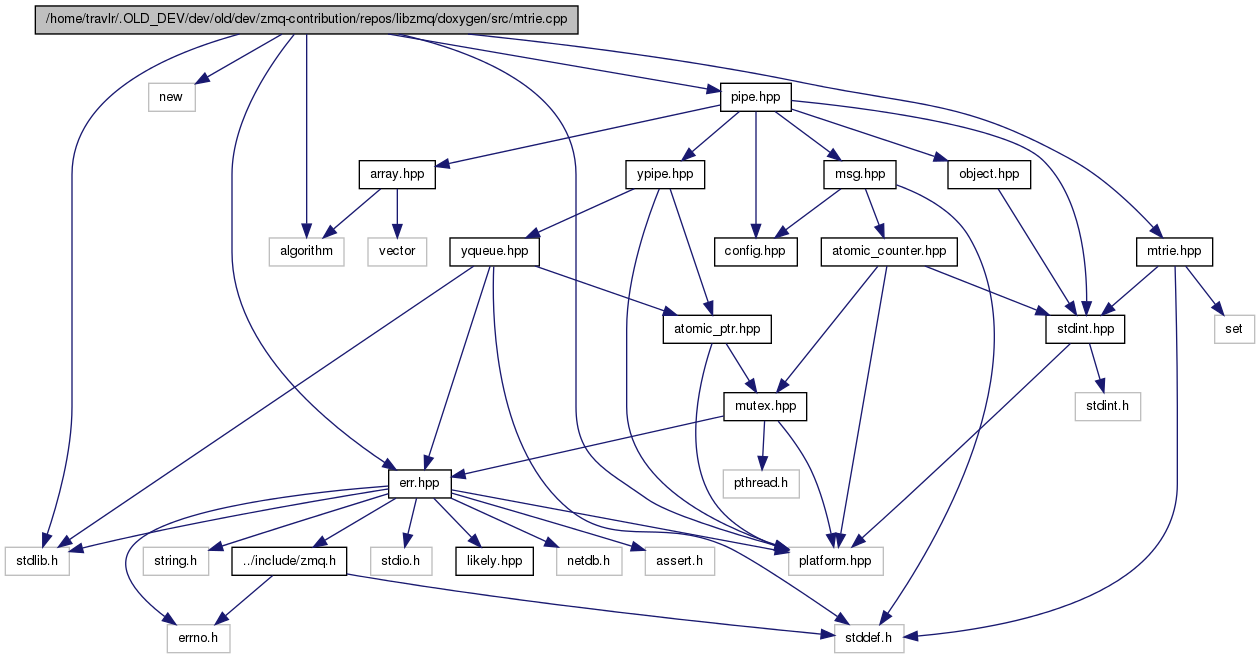 /home/travlr/.OLD_DEV/dev/old/dev/zmq-contribution/repos/libzmq/doxygen/src/mtrie.cpp
new
pipe.hpp
array.hpp
ypipe.hpp
msg.hpp
object.hpp
algorithm
vector
yqueue.hpp
config.hpp
atomic_counter.hpp
mtrie.hpp
atomic_ptr.hpp
stdint.hpp
set
mutex.hpp
stdint.h
err.hpp
pthread.h
stdlib.h
string.h
../include/zmq.h
stdio.h
likely.hpp
netdb.h
assert.h
platform.hpp
errno.h
stddef.h